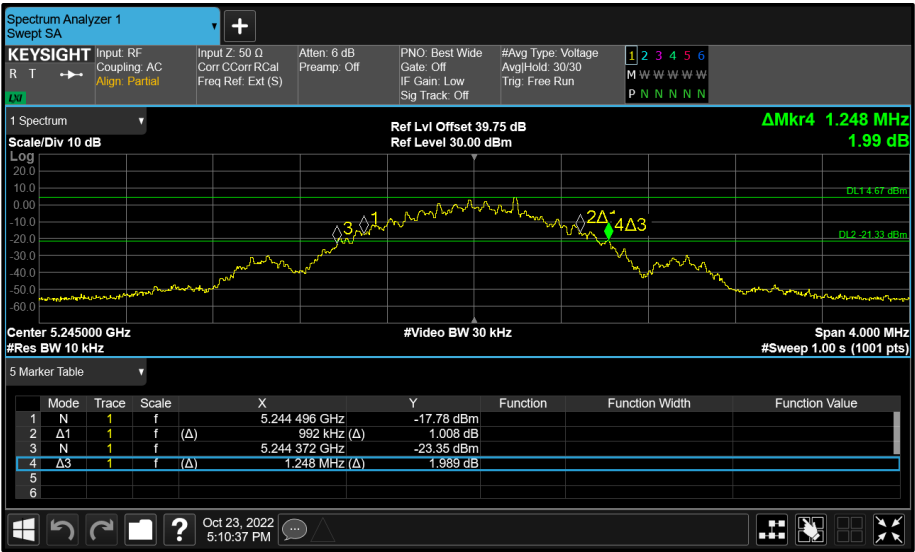 Spectrum Analyzer 1
Swept SA
KEYSIGHT Input: RF Input Z: 50 Ω Atten: 6 dB PNO: Best Wide #Avg Type: Voltage 1 2 3 4 5 6
R T Coupling: AC Corr CCorr RCal Preamp: Off Gate: Off Avg|Hold: 30/30 M W W W W W
Align: Partial Freq Ref: Ext (S) IF Gain: Low Trig: Free Run
LXI Sig Track: Off P N N N N N
1 Spectrum
Ref Lvl Offset 39.75 dB ΔMkr4 1.248 MHz
Scale/Div 10 dB Ref Level 30.00 dBm 1.99 dB
Log
20.0
10.0
DL1 4.67 dBm
0.00
-10.0
3 1 2Δ1 4Δ3
-20.0
DL2 -21.33 dBm
-30.0
-40.0
-50.0
-60.0
Center 5.245000 GHz #Video BW 30 kHz Span 4.000 MHz
#Res BW 10 kHz #Sweep 1.00 s (1001 pts)
5 Marker Table
Mode Trace Scale X Y Function Function Width Function Value
1 N 1 f 5.244 496 GHz -17.78 dBm
2 Δ1 1 f (Δ) 992 kHz (Δ) 1.008 dB
3 N 1 f 5.244 372 GHz -23.35 dBm
4 Δ3 1 f (Δ) 1.248 MHz (Δ) 1.989 dB
5
6
? Oct 23, 2022
5:10:37 PM